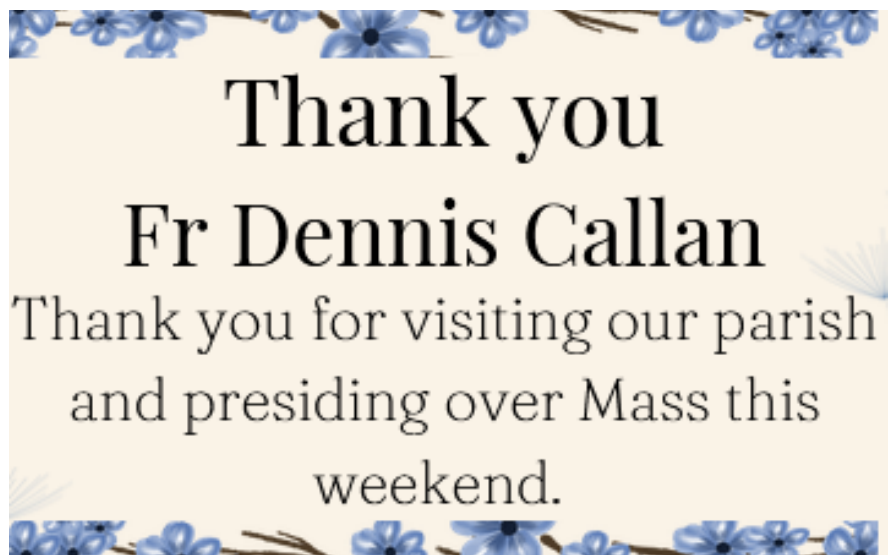 Thank you
Fr Dennis Callan
Thank you for visiting our parish
and presiding over Mass this
weekend.